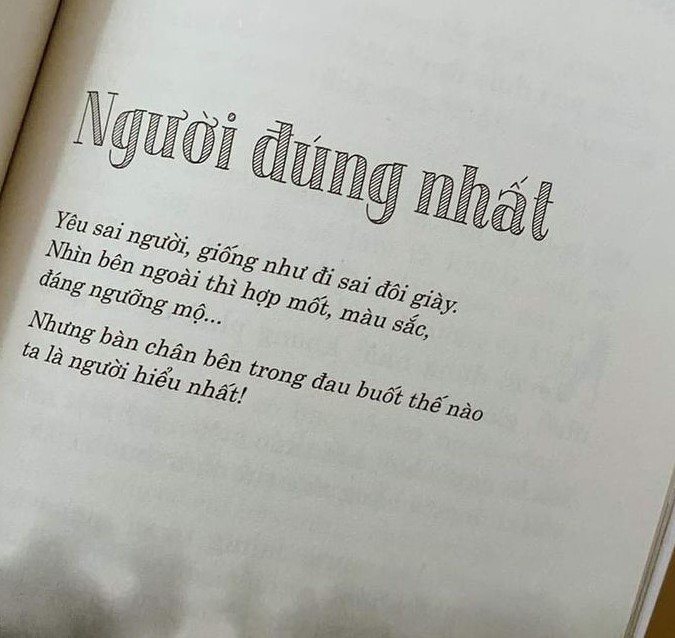 Người đúng nhất
Yêu sai người, giống như đi sai đôi giày.
Nhìn bên ngoài thì hợp mốt, màu sắc,
đáng ngưỡng mộ...
Nhưng bàn chân bên trong đau buốt thế nào
ta là người hiểu nhất!